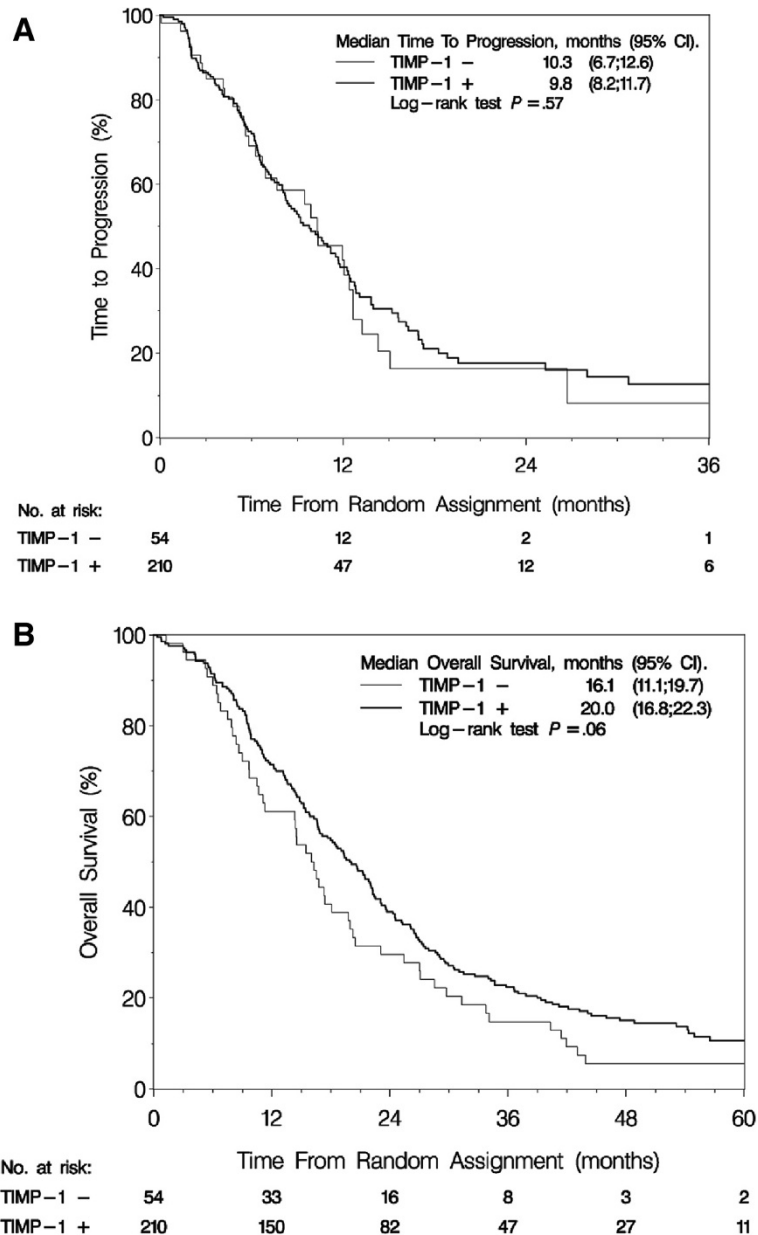 A
Median Time To Progression, months (95% CI).
TIMP−1 − 10.3 (6.7;12.6)
TIMP−1 + 9.8 (8.2;11.7)
Log−rank test P=.57
Time to Progression (%)
100
80
60
40
20
0
0 12 24 36
Time From Random Assignment (months)
No. at risk:
TIMP−1 − 54 12 2 1
TIMP−1 + 210 47 12 6
B
Median Overall Survival, months (95% CI).
TIMP−1 − 16.1 (11.1;19.7)
TIMP−1 + 20.0 (16.8;22.3)
Log−rank test P=.06
Overall Survival (%)
100
80
60
40
20
0
0 12 24 36 48 60
Time From Random Assignment (months)
No. at risk:
TIMP−1 − 54 33 16 8 3 2
TIMP−1 + 210 150 82 47 27 11